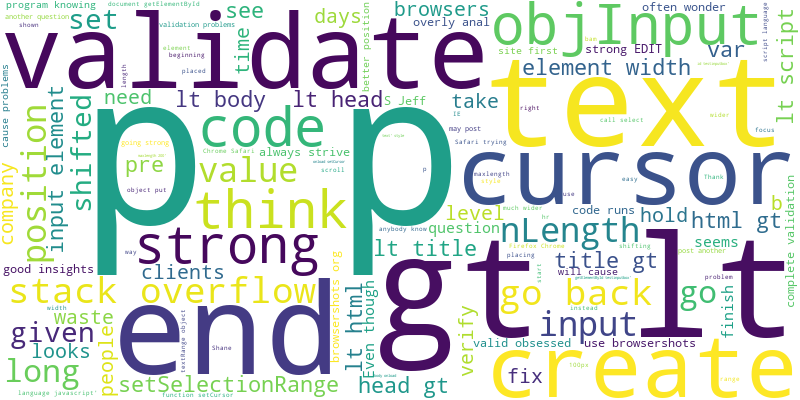 program knowing
document getElementById
set
see
browsers
overly anal
often wonder
another question
validation problems
time
days
better position
objInput
shown
validate
element
site first
strong EDIT
var
script language
beginning
length
placed
need
lt body
lt head
S Jeff
take
element width
lt script
text
cause problems
input element
shifted
code
may post
IE
right
call select
wider
focus
Safari trying
position
company
pre
going strong
Chrome Safari
always strive
value
scroll
object put
p p
cursor
maxlength
style
use
easy
Thank
think
level
much wider
code runs
hold
html gt
b
strong
question
anybody know
nLength
firefox Chrome
shifting
post another
seems
complete validation
way
lt title
placing
title gt
good insights
clients
will cause
problem
stack overflow
lt html
Even though
browsershots org
verify
gt lt
go back
go
start
instead
finish
width
end
waste
given
people
looks
textRange object
Shane
input
valid obsessed
use browsershots
long
setSelectionRange
head gt
fix
100px
range
create
language javascript'
function setCursor